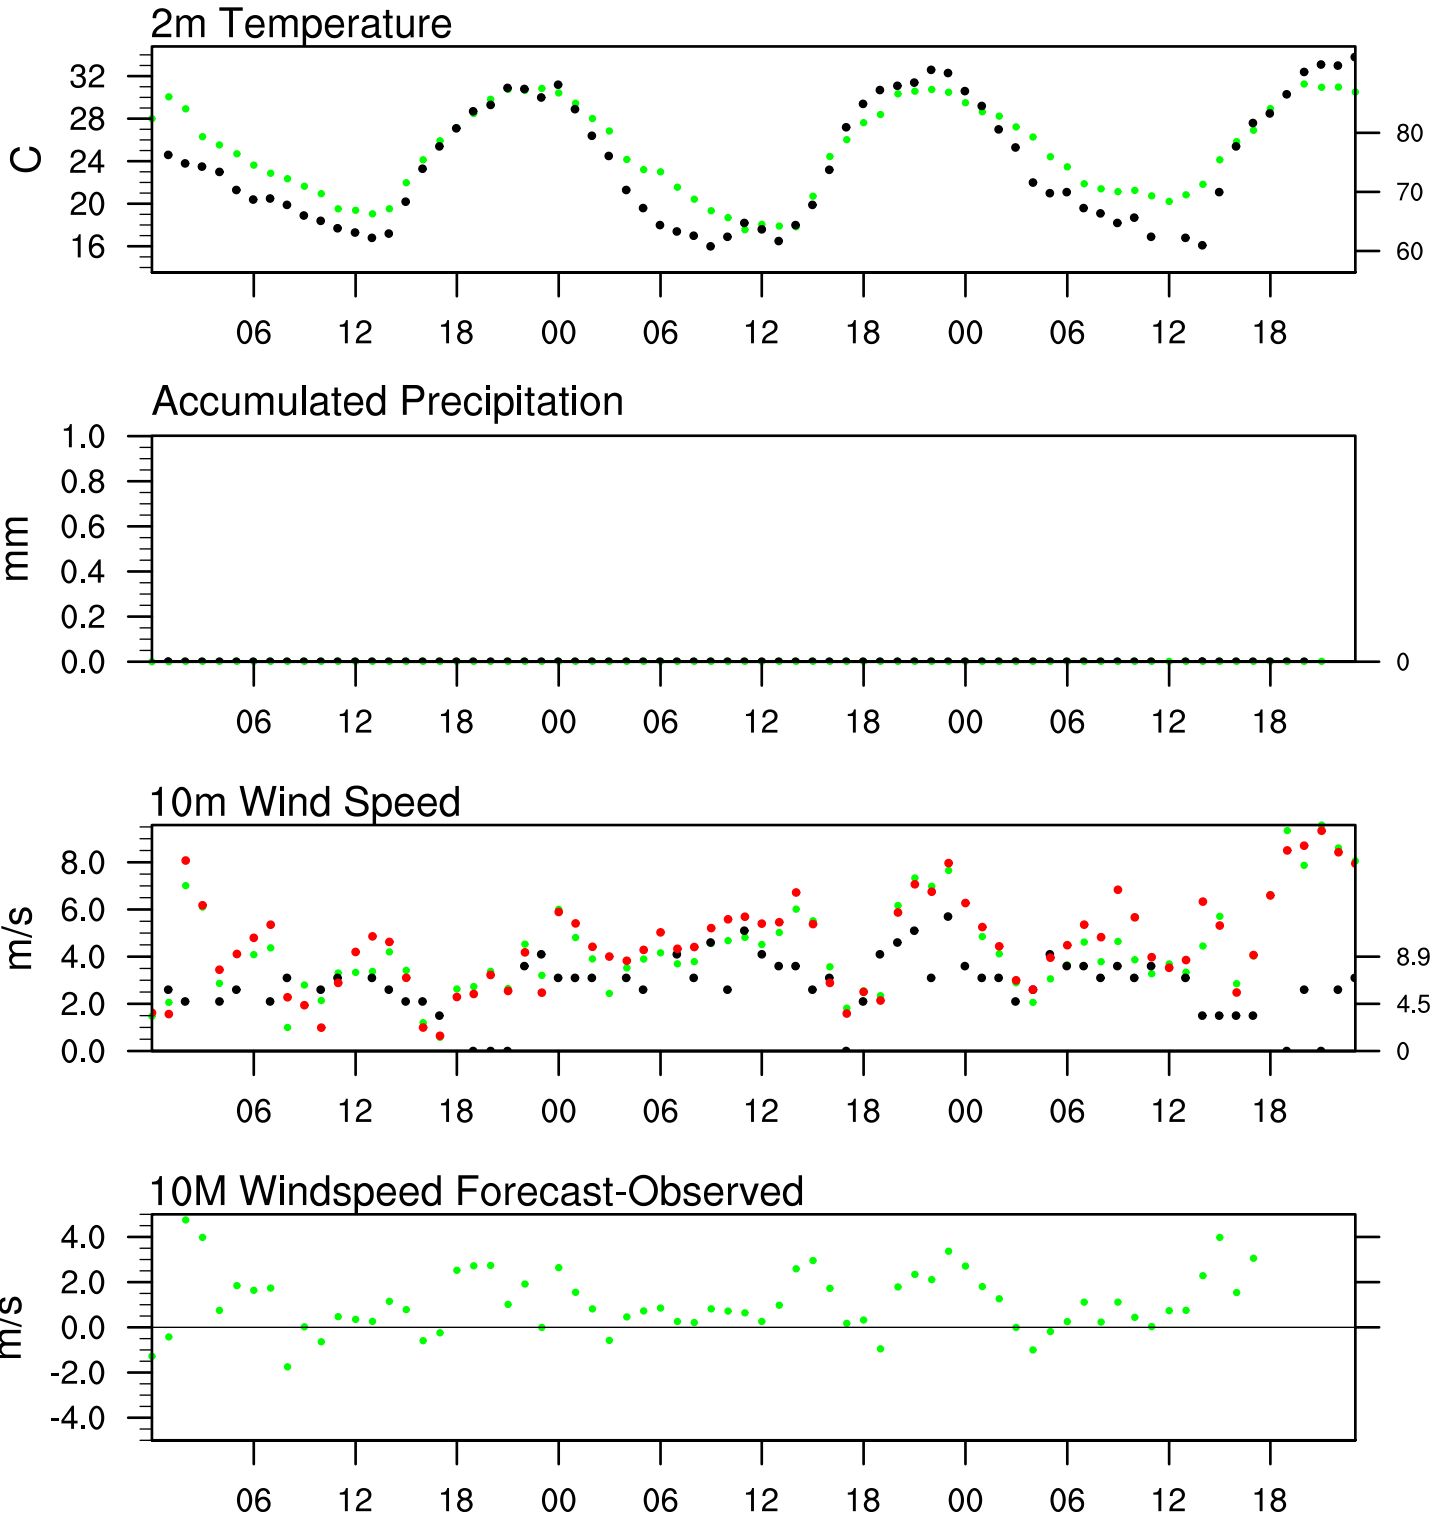 2m Temperature
32
28
24
20
16
C
80
70
60
06 12 18 00 06 12 18 00 06 12 18
Accumulated Precipitation
1.0
0.8
0.6
0.4
0.2
0.0
mm
0
06 12 18 00 06 12 18 00 06 12 18
10m Wind Speed
8.0
6.0
4.0
2.0
0.0
m/s
8.9
4.5
0
06 12 18 00 06 12 18 00 06 12 18
10M Windspeed Forecast-Observed
4.0
2.0
0.0
-2.0
-4.0
m/s
06 12 18 00 06 12 18 00 06 12 18